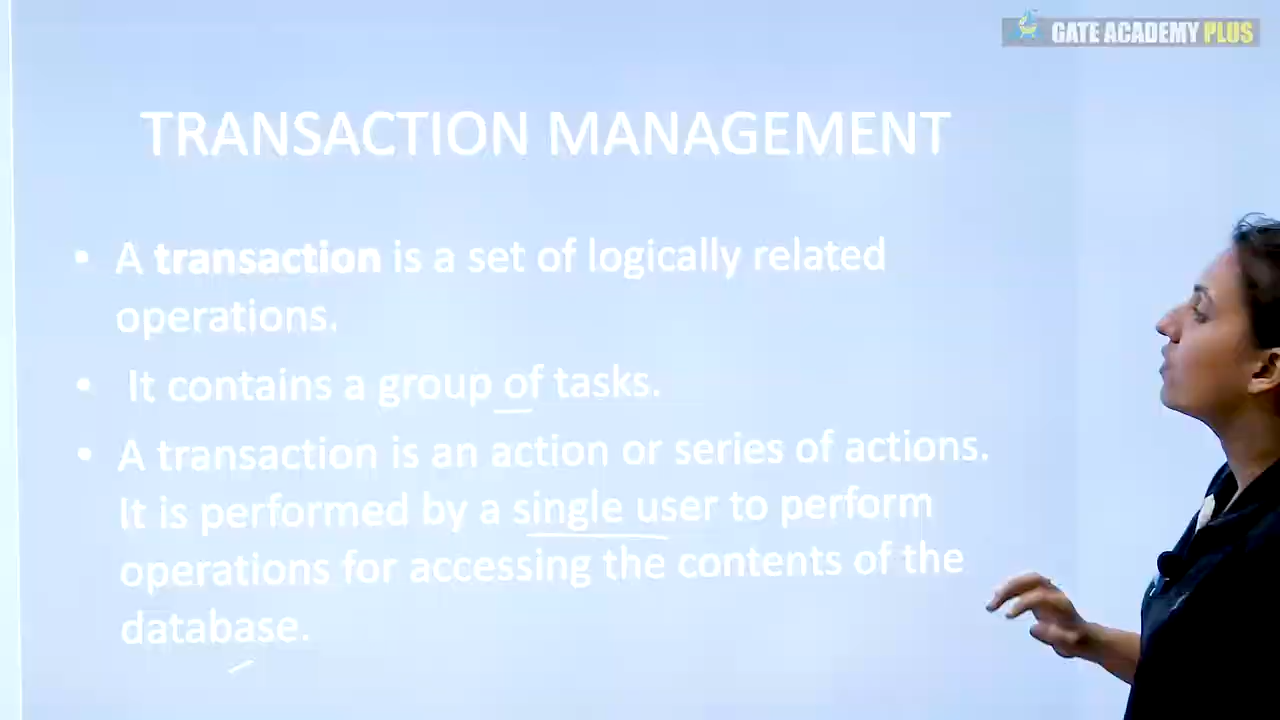 GATE ACADEMY PLUS
TRANSACTION MANAGEMENT
• A transaction is a set of logically related
operations.
• It contains a group of tasks.
• A transaction is an action or series of actions.
It is performed by a single user to perform
operations for accessing the contents of the
database.